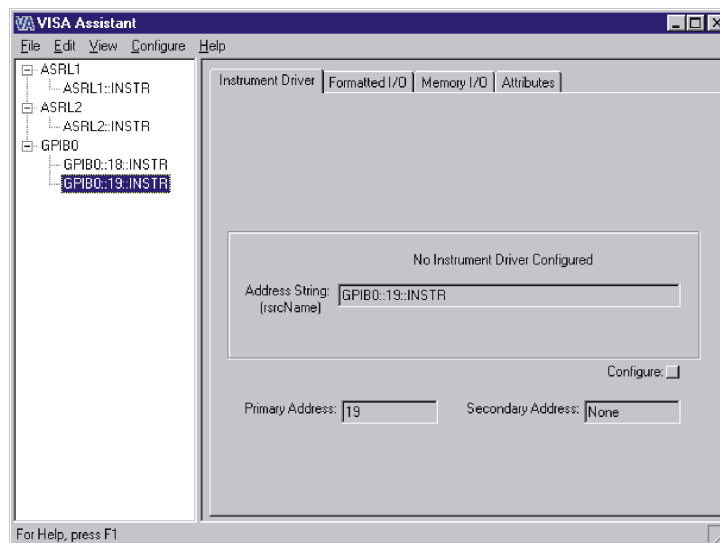 VA VISA Assistant
File Edit View Configure Help
ASRL1
ASRL1::INSTR
ASRL2
ASRL2::INSTR
GPIB0
GPIB0::18::INSTR
GPIB0::19::INSTR
Instrument Driver Formatted I/O Memory I/O Attributes
No Instrument Driver Configured
Address String: GPIB0::19::INSTR
(rsrcName)
Configure:
Primary Address: 19 Secondary Address: None
For Help, press F1